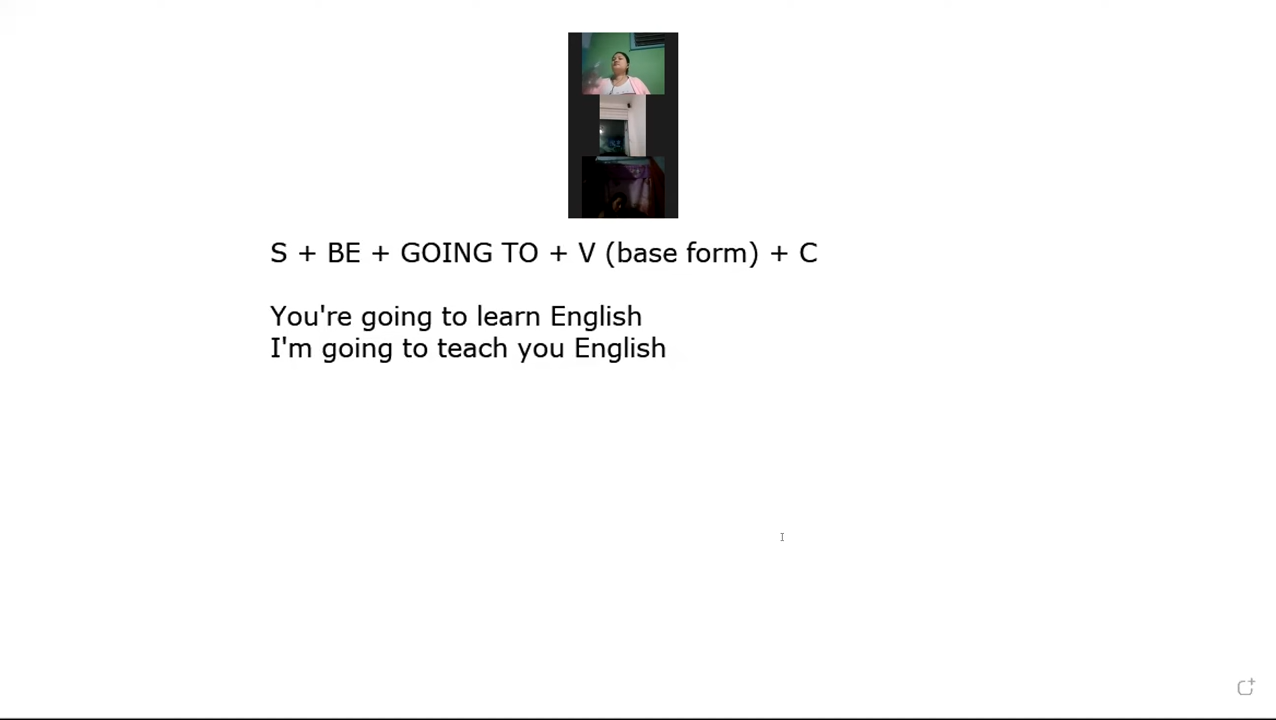 S + BE + GOING TO + V (base form) + C
You're going to learn English
I'm going to teach you English